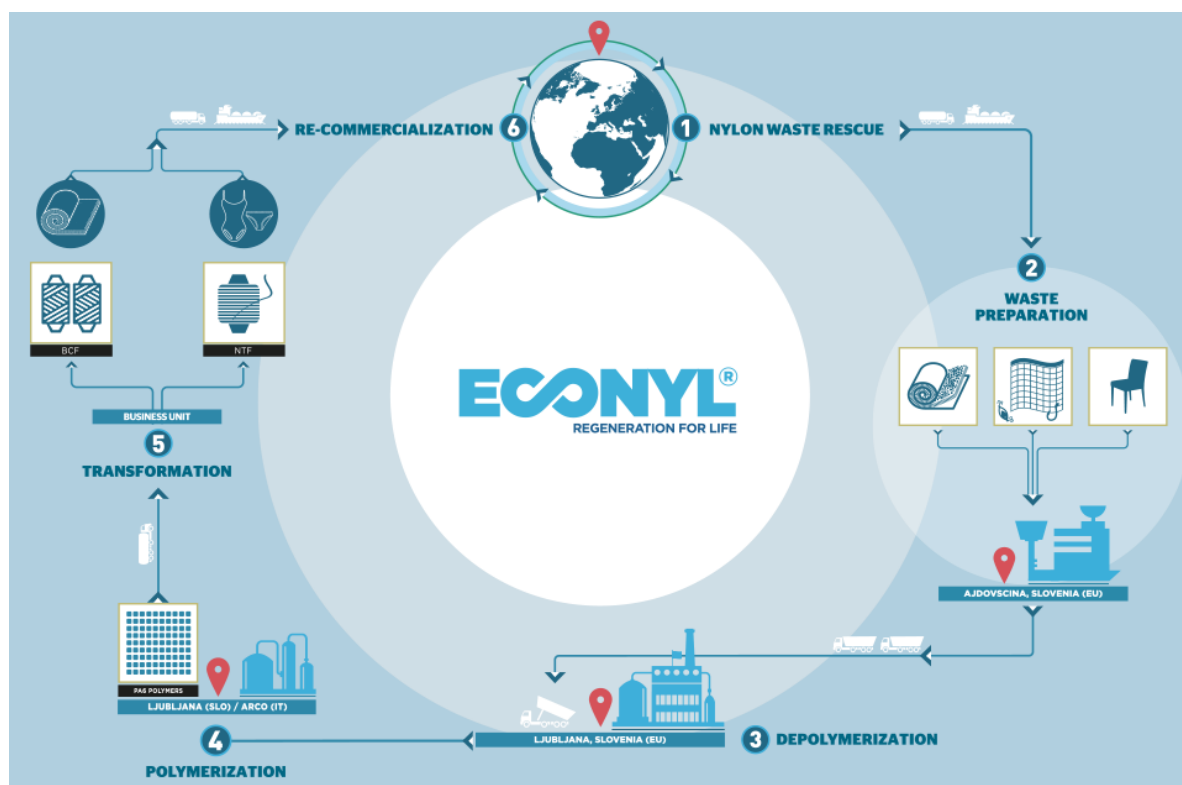 1 NYLON WASTE RESCUE
2
WASTE
PREPARATION
AJDOVSCINA, SLOVENIA (EU)
3 DEPOLYMERIZATION
LJUBLJANA, SLOVENIA (EU)
4
POLYMERIZATION
PA6 POLYMERS
LJUBLJANA (SLO) / ARCO (IT)
5
TRANSFORMATION
BUSINESS UNIT
BCF
NTF
RE-COMMERCIALIZATION 6
ECONYL®
REGENERATION FOR LIFE